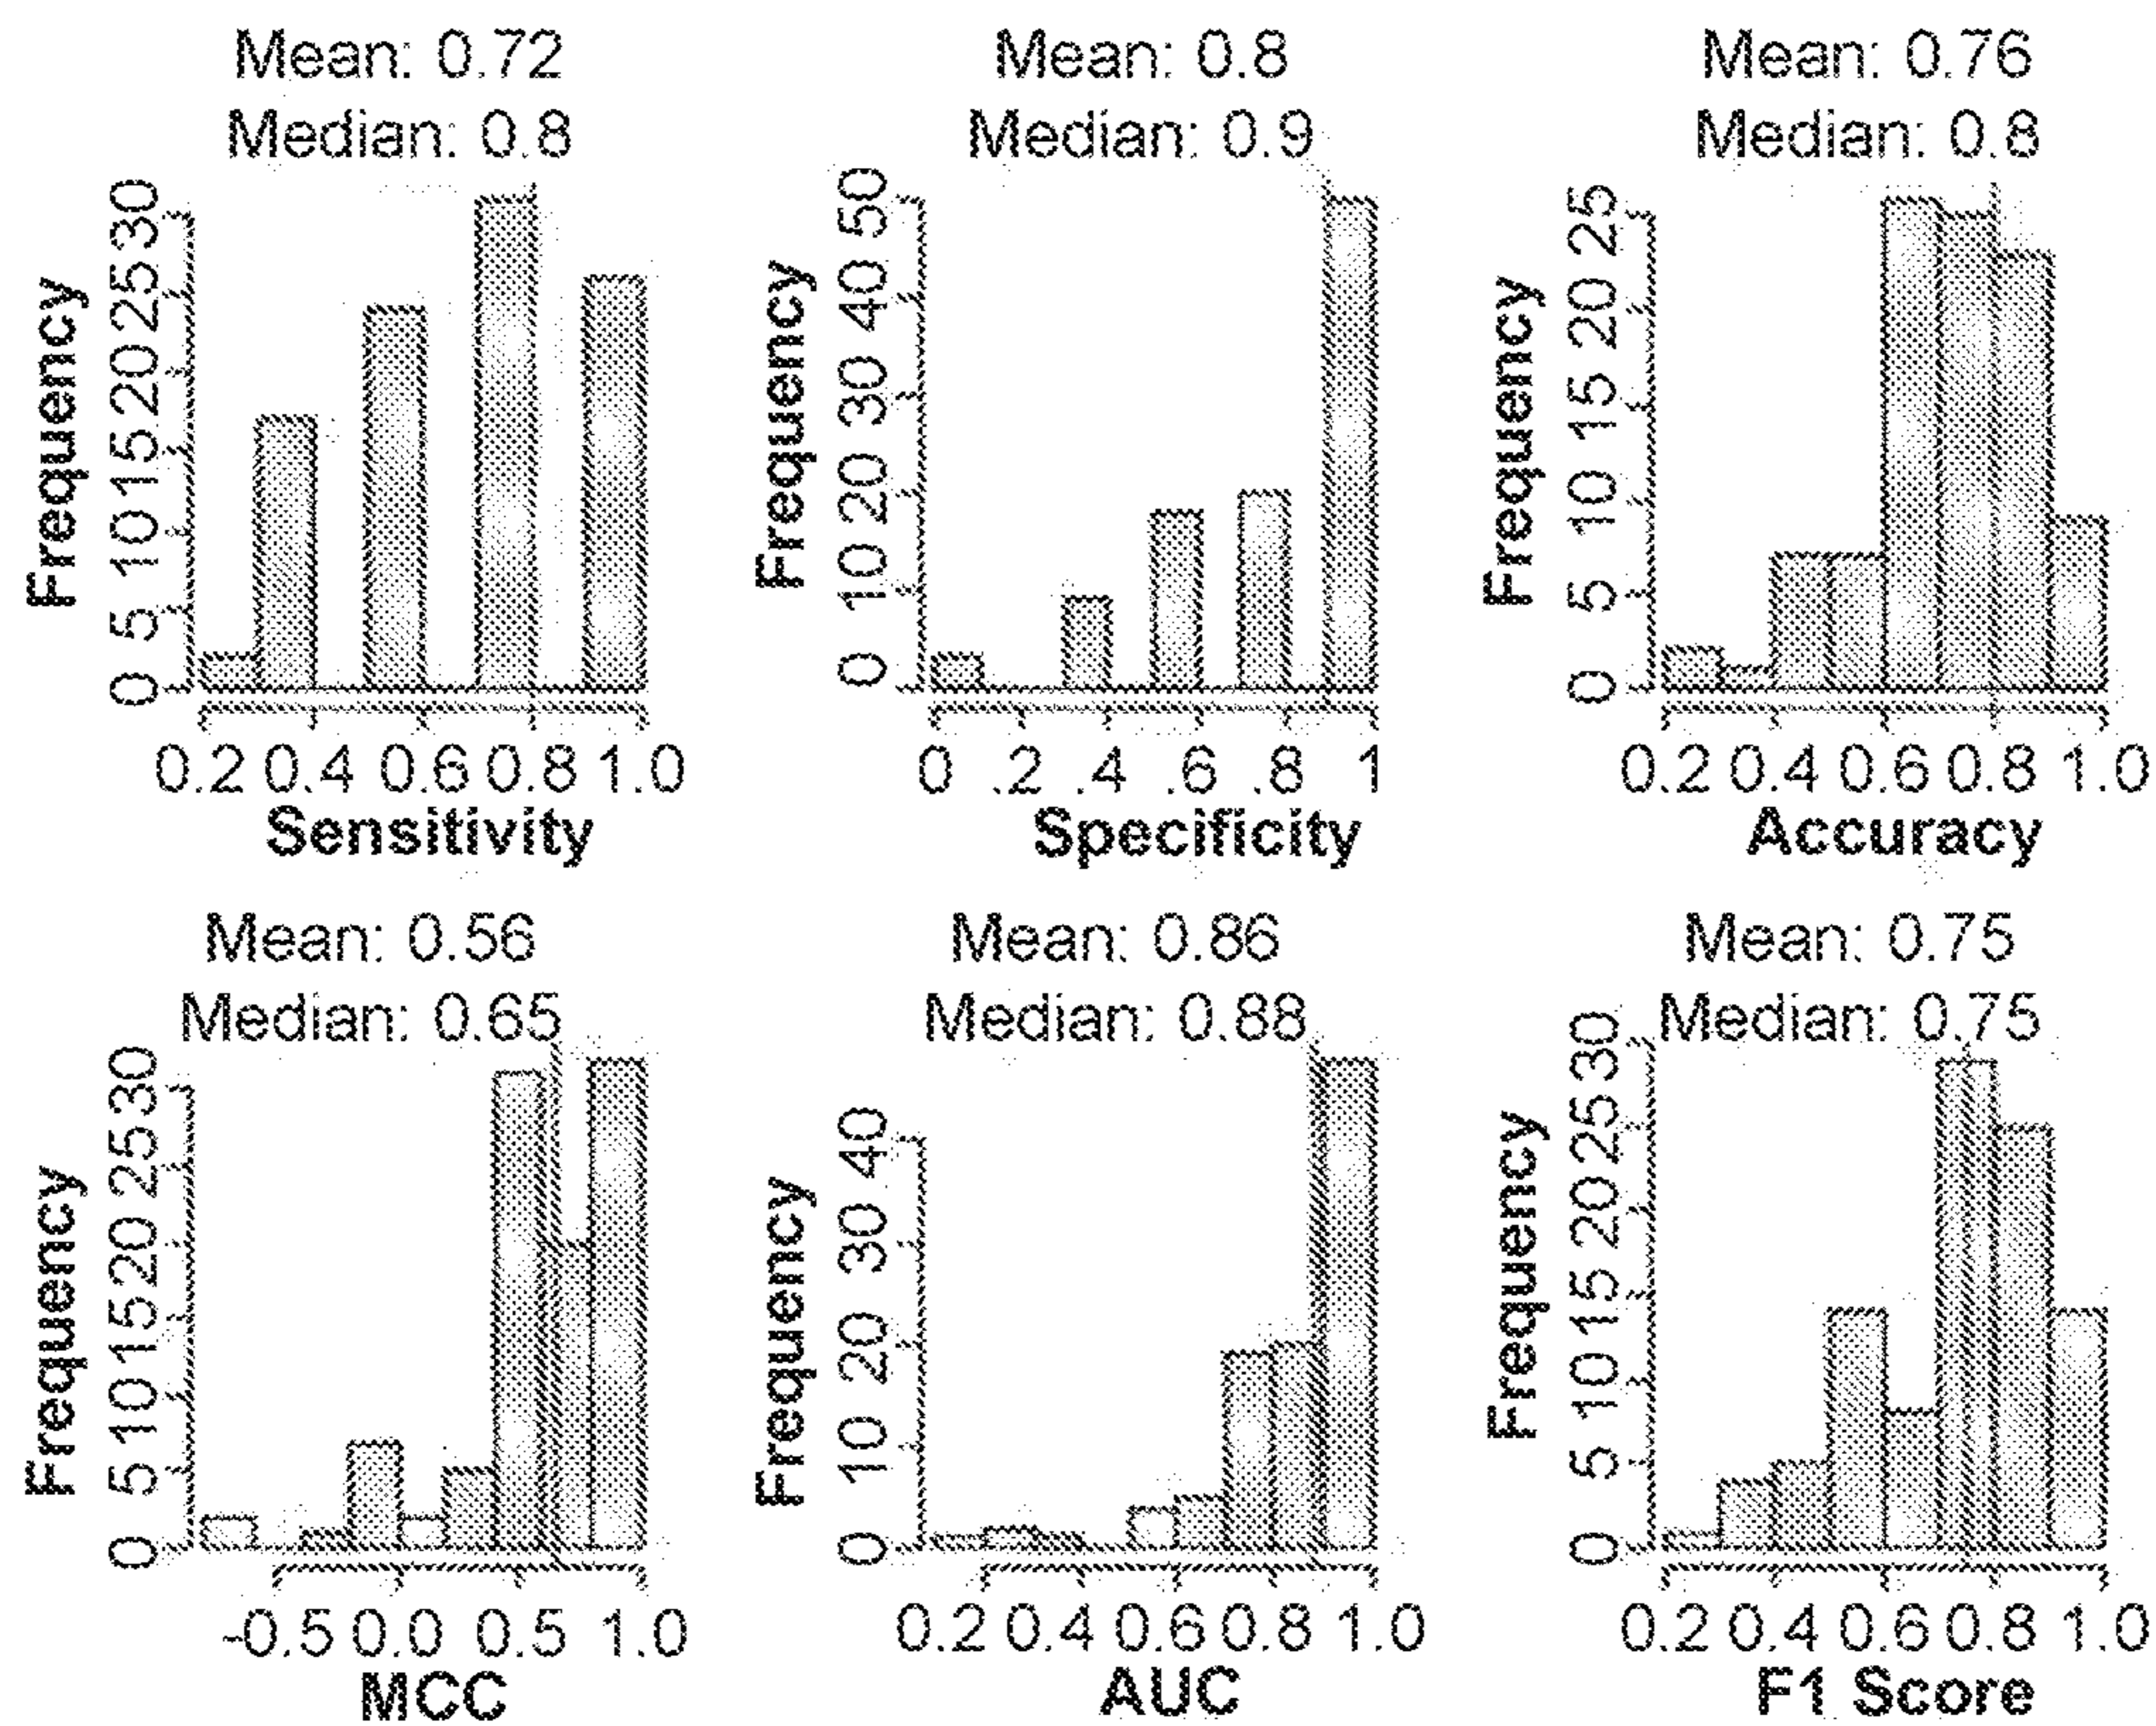 Mean: 0.72
Median: 0.8
Frequency
0 5 10 15 20 25 30
0.2 0.4 0.6 0.8 1.0
Sensitivity
Mean: 0.8
Median: 0.9
Frequency
0 10 20 30 40 50
0 .2 .4 .6 .8 1
Specificity
Mean: 0.76
Median: 0.8
Frequency
0 5 10 15 20 25
0.2 0.4 0.6 0.8 1.0
Accuracy
Mean: 0.56
Median: 0.65
Frequency
0 5 10 15 20 25 30
-0.5 0.0 0.5 1.0
MCC
Mean: 0.86
Median: 0.88
Frequency
0 10 20 30 40
0.2 0.4 0.6 0.8 1.0
AUC
Mean: 0.75
Median: 0.75
Frequency
0 5 10 15 20 25 30
0.2 0.4 0.6 0.8 1.0
F1 Score